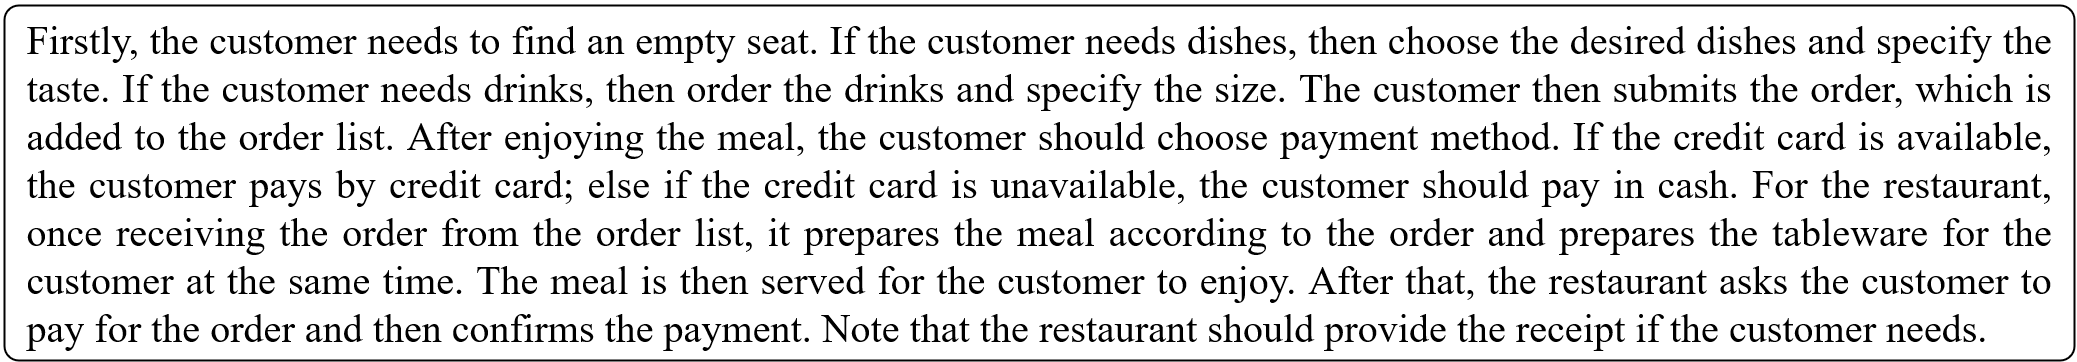 Firstly, the customer needs to find an empty seat. If the customer needs dishes, then choose the desired dishes and specify the
taste. If the customer needs drinks, then order the drinks and specify the size. The customer then submits the order, which is
added to the order list. After enjoying the meal, the customer should choose payment method. If the credit card is available,
the customer pays by credit card; else if the credit card is unavailable, the customer should pay in cash. For the restaurant,
once receiving the order from the order list, it prepares the meal according to the order and prepares the tableware for the
customer at the same time. The meal is then served for the customer to enjoy. After that, the restaurant asks the customer to
pay for the order and then confirms the payment. Note that the restaurant should provide the receipt if the customer needs.